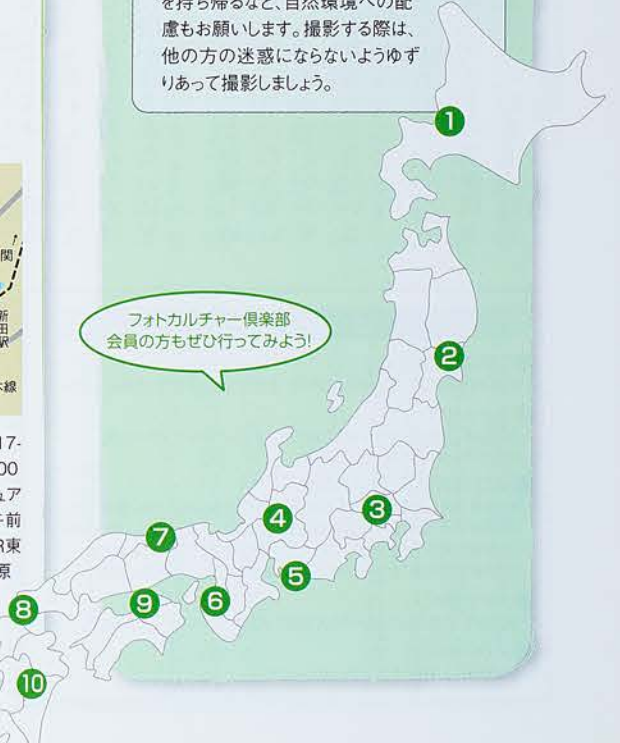 を持ち帰るなど、自然環境への配
慮もお願いします。撮影する際は、
他の方の迷惑にならないようゆず
りあって撮影しましょう。
1
関
新
田
駅
線
フォトカルチャー倶楽部
会員の方もぜひ行ってみよう!
2
17-
00
ュア
前
東
原
3
4
5
6
7
8
9
10